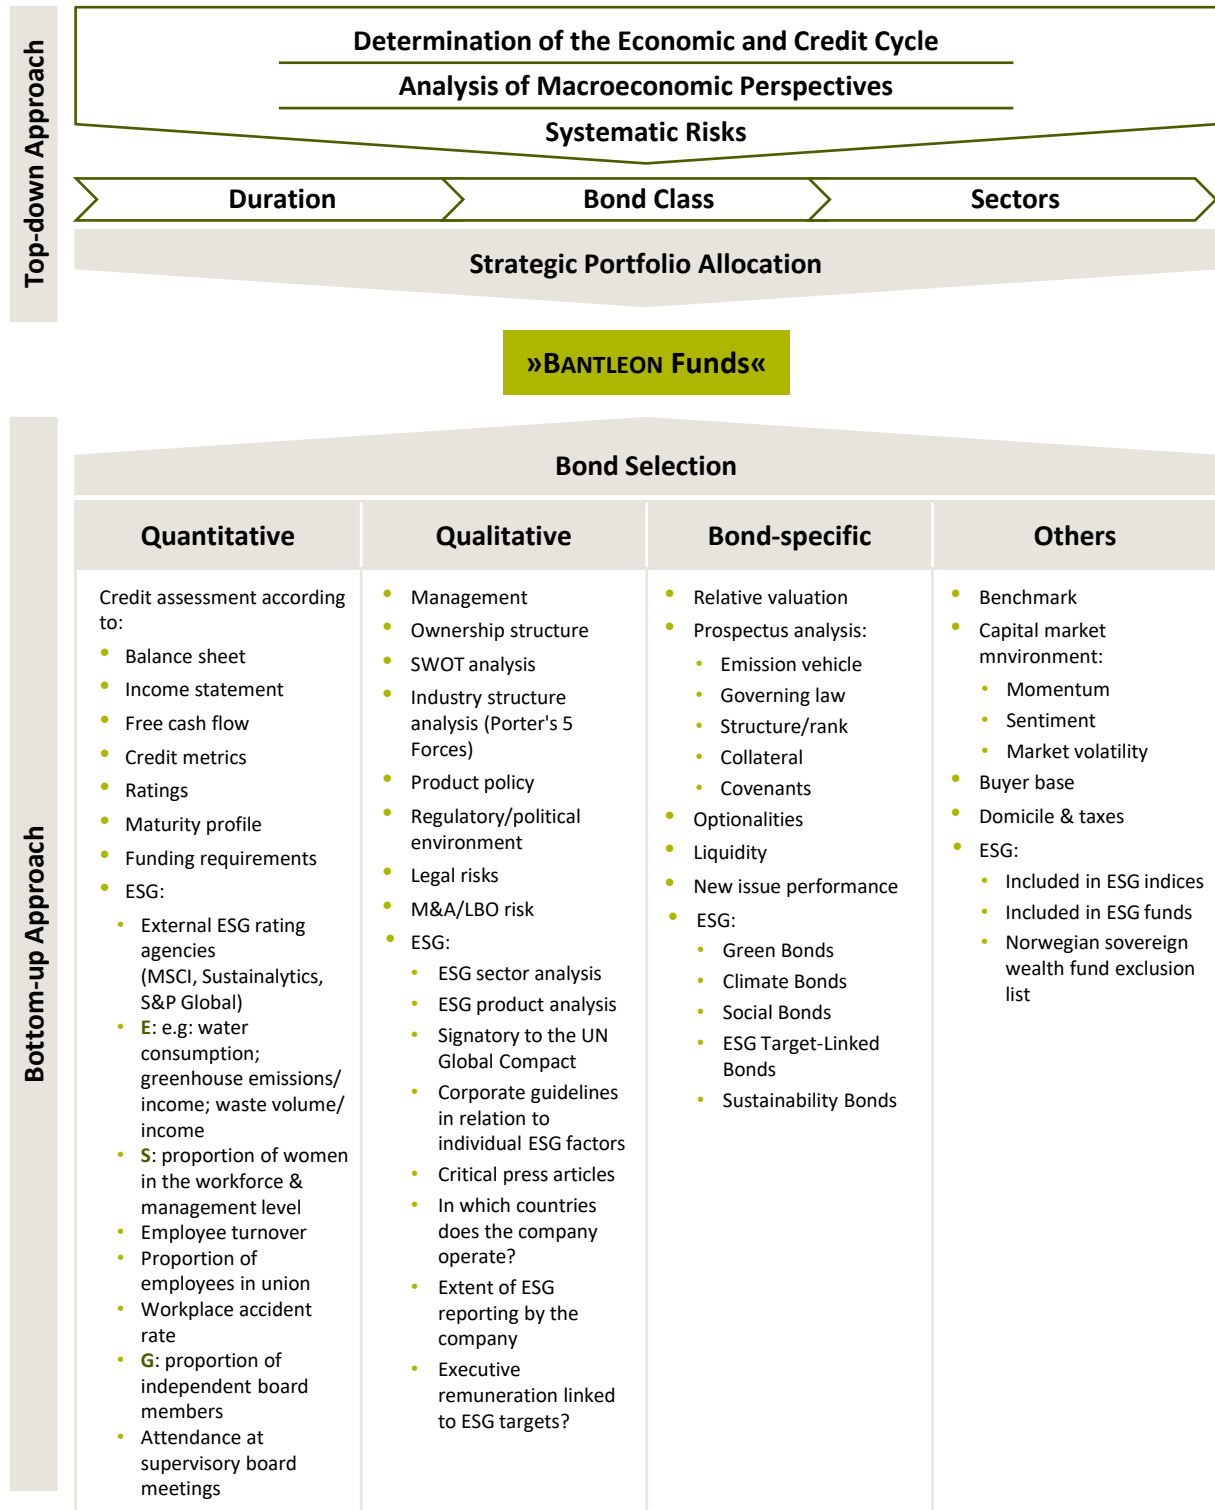 Top-down Approach
Determination of the Economic and Credit Cycle
Analysis of Macroeconomic Perspectives
Systematic Risks
Duration
Bond Class
Sectors
Strategic Portfolio Allocation
»BANTLEON Funds«
Bottom-up Approach
Bond Selection
Quantitative
Credit assessment according
to:
• Balance sheet
• Income statement
• Free cash flow
• Credit metrics
• Ratings
• Maturity profile
• Funding requirements
• ESG:
• External ESG rating
agencies
(MSCI, Sustainalytics,
S&P Global)
• E: e.g: water
consumption;
greenhouse emissions/
income; waste volume/
income
• S: proportion of women
in the workforce &
management level
• Employee turnover
• Proportion of
employees in union
• Workplace accident
rate
• G: proportion of
independent board
members
• Attendance at
supervisory board
meetings
Qualitative
• Management
• Ownership structure
• SWOT analysis
• Industry structure
analysis (Porter's 5
Forces)
• Product policy
• Regulatory/political
environment
• Legal risks
• M&A/LBO risk
• ESG:
• ESG sector analysis
• ESG product analysis
• Signatory to the UN
Global Compact
• Corporate guidelines
in relation to
individual ESG factors
• Critical press articles
• In which countries
does the company
operate?
• Extent of ESG
reporting by the
company
• Executive
remuneration linked
to ESG targets?
Bond-specific
• Relative valuation
• Prospectus analysis:
• Emission vehicle
• Governing law
• Structure/rank
• Collateral
• Covenants
• Optionalities
• Liquidity
• New issue performance
• ESG:
• Green Bonds
• Climate Bonds
• Social Bonds
• ESG Target-Linked
Bonds
• Sustainability Bonds
Others
• Benchmark
• Capital market
mnvironment:
• Momentum
• Sentiment
• Market volatility
• Buyer base
• Domicile & taxes
• ESG:
• Included in ESG indices
• Included in ESG funds
• Norwegian sovereign
wealth fund exclusion
list